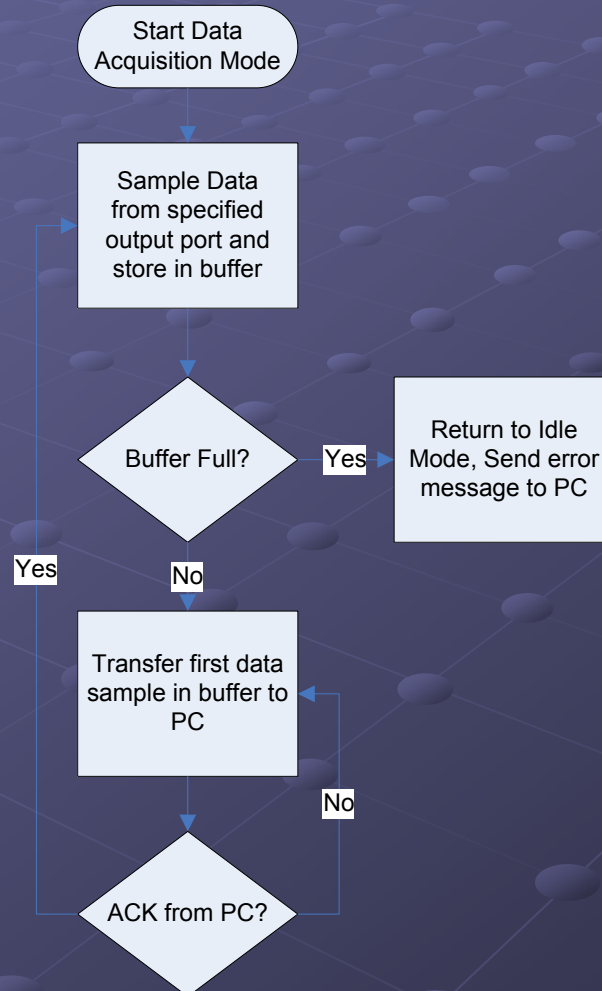 Start Data
Acquisition Mode
Sample Data
from specified
output port and
store in buffer
Buffer Full?
Yes
Return to Idle
Mode, Send error
message to PC
Yes
No
Transfer first data
sample in buffer to
PC
No
ACK from PC?